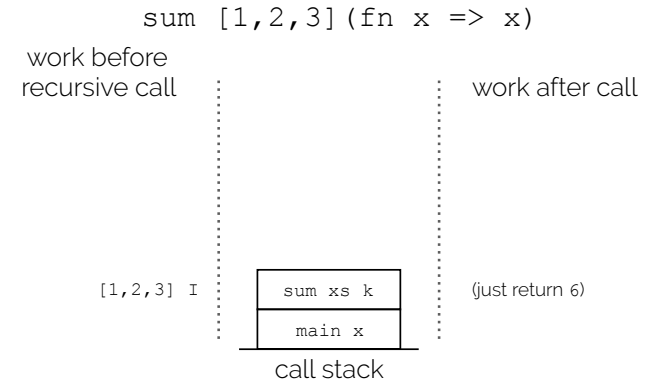 sum [1,2,3](fn x => x)
work before
recursive call
work after call
[1,2,3] I
sum xs k
(just return 6)
main x
call stack